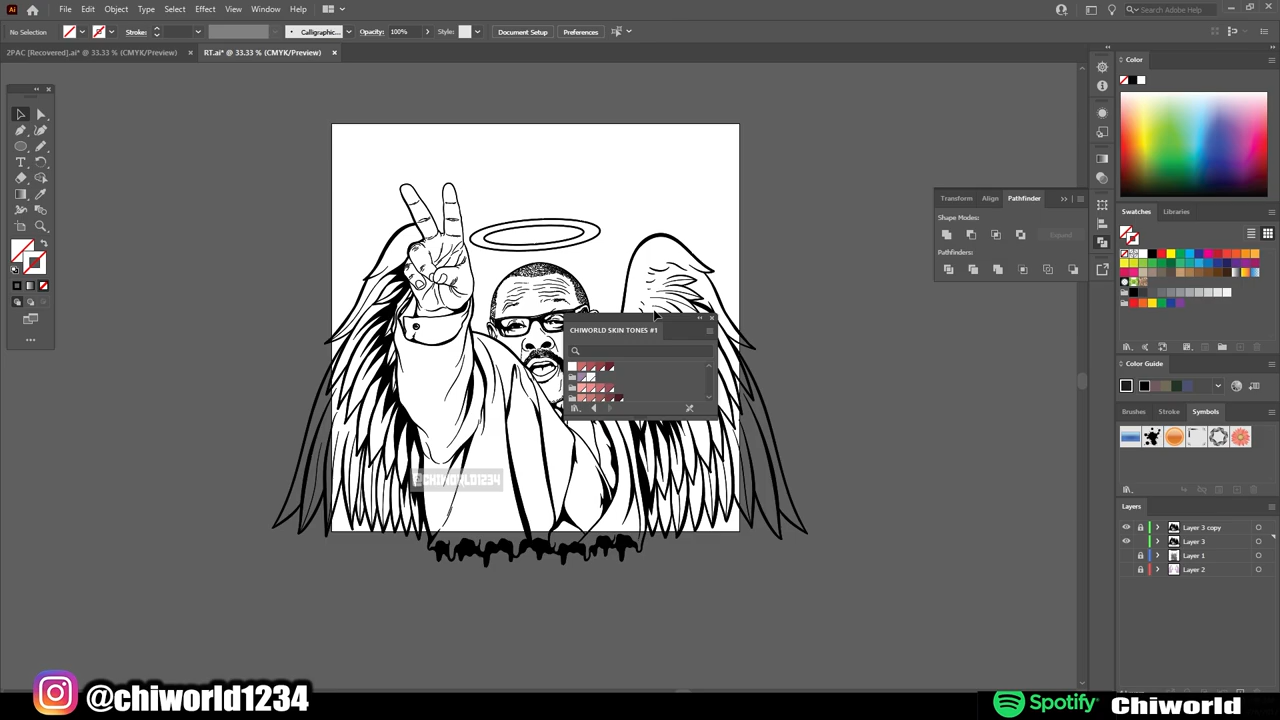 Ai File Edit Object Type Select Effect View Window Help Search Adobe Help
No Selection Stroke: Calligraphic... Opacity: 100% Style: Document Setup Preferences
2PAC [Recovered].ai* @ 33.33 % (CMYK/Preview) × RT.ai* @ 33.33 % (CMYK/Preview) ×
Color
Transform Align Pathfinder
Shape Modes:
Expand
Pathfinders:
Swatches Libraries
CHIWORLD SKIN TONES #1
Color Guide
Brushes Stroke Symbols
@CHIWORLD1234
Layers
Layer 3 copy
Layer 3
Layer 1
Layer 2
@chiworld1234
Spotify Chiworld